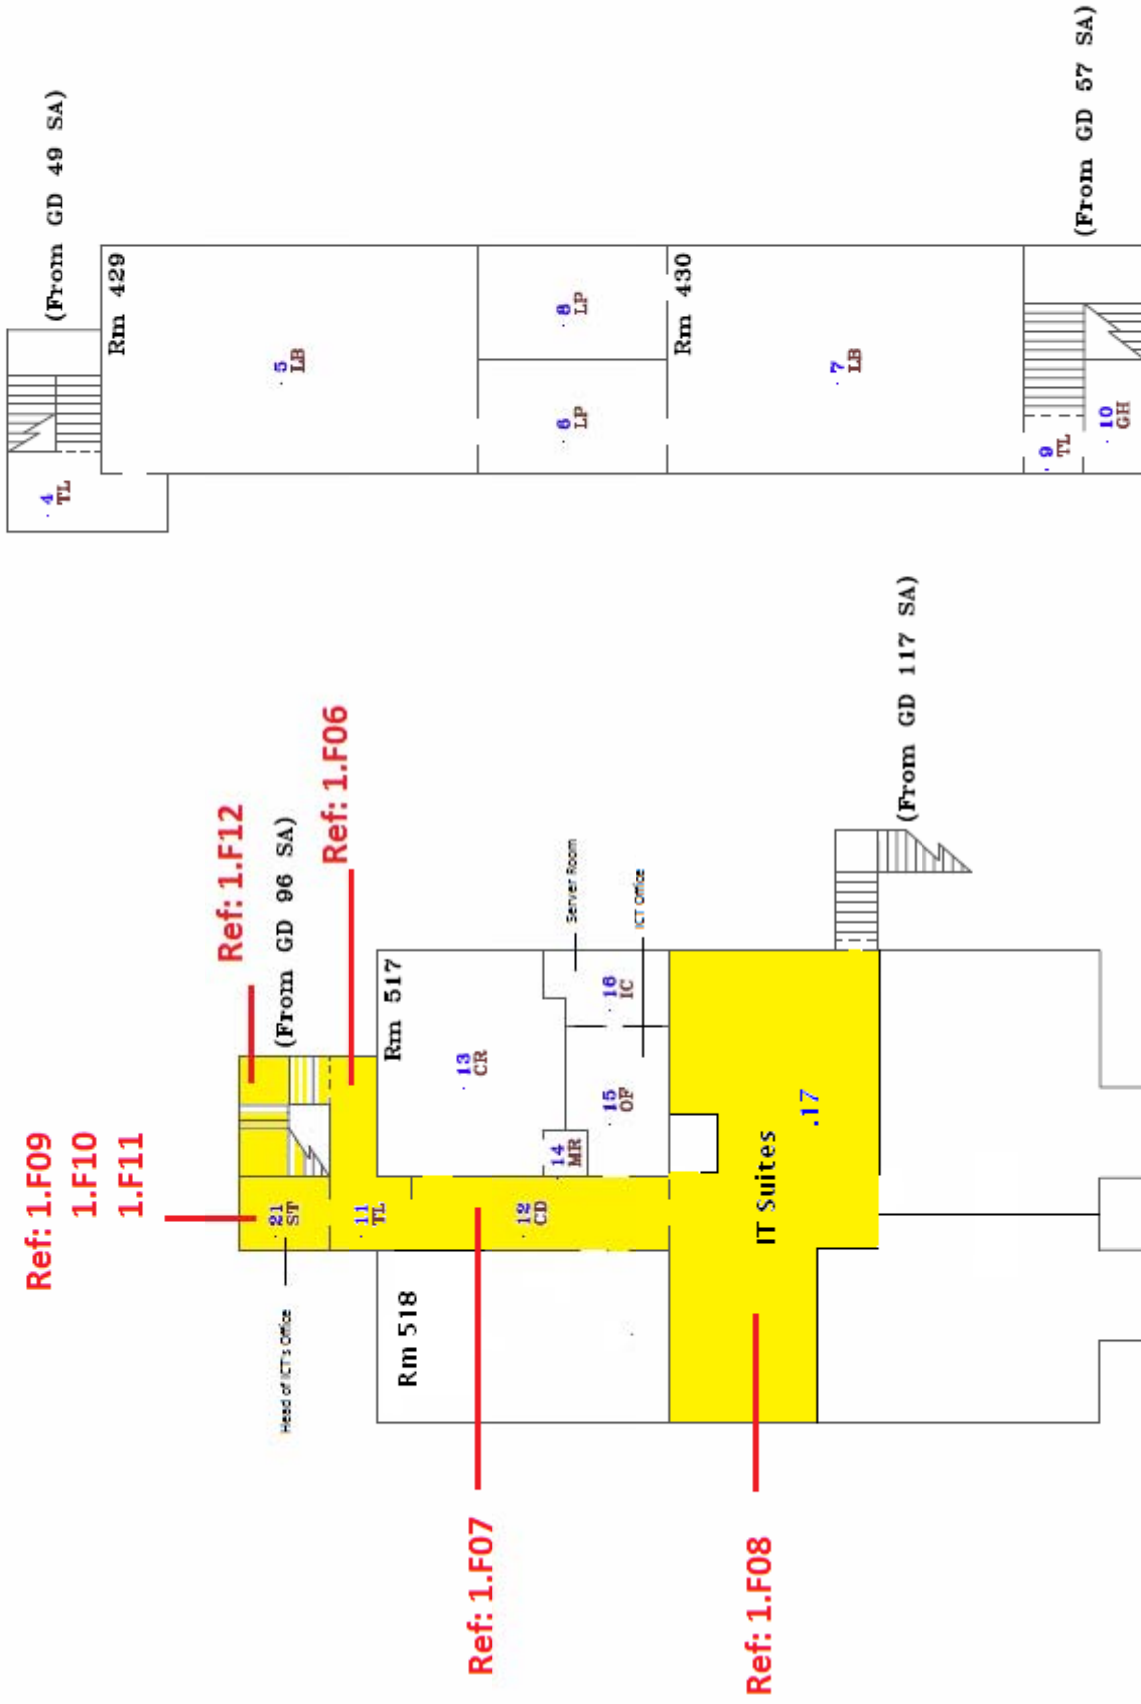 Ref: 1.F09
1.F10
1.F11
Ref: 1.F12
(From GD 96 SA)
Ref: 1.F06
(From GD 49 SA)
. 4
TL
Rm 429
. 5
LB
. 6
LP
. 8
LP
Rm 430
. 7
LB
. 9
TL
. 10
GH
(From GD 57 SA)
. 21
ST
Head of ICT's Office
. 11
TL
Rm 517
Rm 518
. 12
CD
. 13
CR
14
MR
. 15
OF
. 16
IC
Server Room
ICT Office
(From GD 117 SA)
IT Suites
.17
Ref: 1.F07
Ref: 1.F08